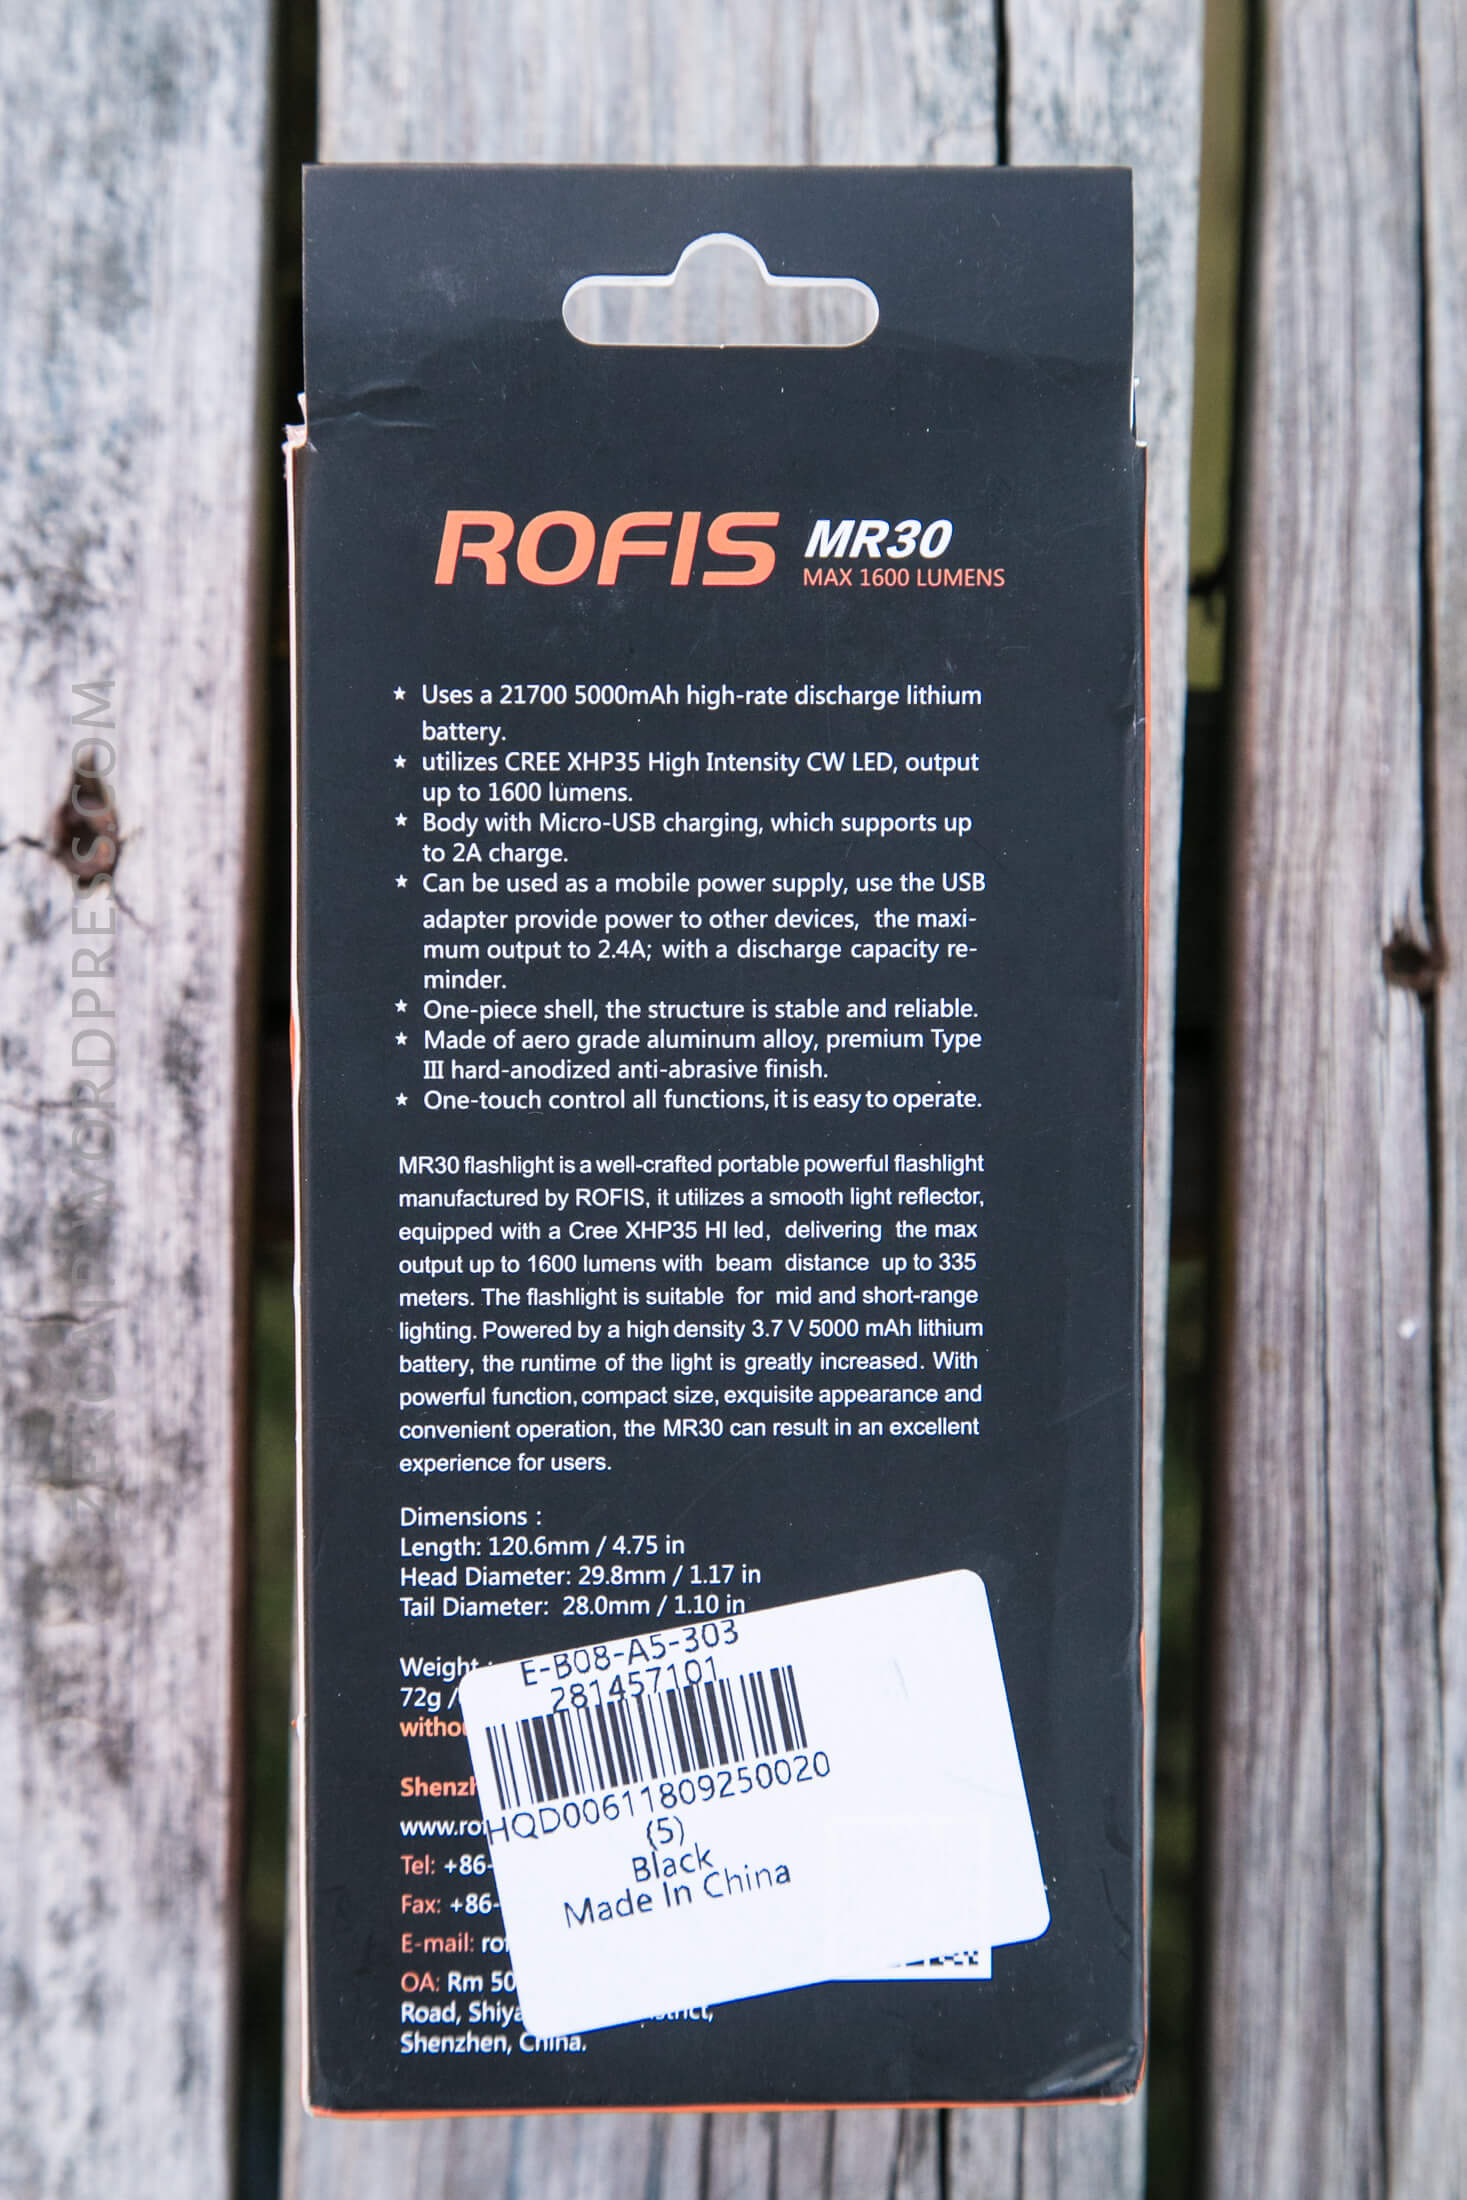 ROFIS MR30
MAX 1600 LUMENS
★ Uses a 21700 5000mAh high-rate discharge lithium
battery.
★ utilizes CREE XHP35 High Intensity CW LED, output
up to 1600 lumens.
★ Body with Micro-USB charging, which supports up
to 2A charge.
★ Can be used as a mobile power supply, use the USB
adapter provide power to other devices, the maxi-
mum output to 2.4A; with a discharge capacity re-
minder.
★ One-piece shell, the structure is stable and reliable.
★ Made of aero grade aluminum alloy, premium Type
III hard-anodized anti-abrasive finish.
★ One-touch control all functions, it is easy to operate.
MR30 flashlight is a well-crafted portable powerful flashlight
manufactured by ROFIS, it utilizes a smooth light reflector,
equipped with a Cree XHP35 HI led, delivering the max
output up to 1600 lumens with beam distance up to 335
meters. The flashlight is suitable for mid and short-range
lighting. Powered by a high density 3.7 V 5000 mAh lithium
battery, the runtime of the light is greatly increased. With
powerful function, compact size, exquisite appearance and
convenient operation, the MR30 can result in an excellent
experience for users.
Dimensions :
Length: 120.6mm / 4.75 in
Head Diameter: 29.8mm / 1.17 in
Tail Diameter: 28.0mm / 1.10 in
Weight :
72g /
E-B08-A5-303
281457101
HQD00611809250020
(5)
Black
Made In China
Tel: +86-
Fax: +86-
E-mail:
OA: Rm 50
Road,
Shenzhen, China.